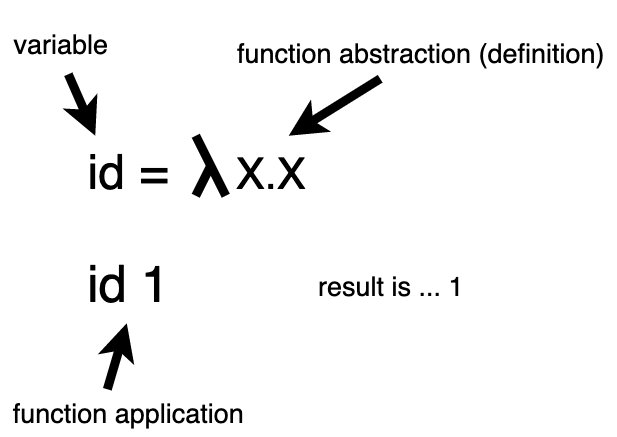 variable
function abstraction (definition)
id = λx.x
id 1
result is ... 1
function application